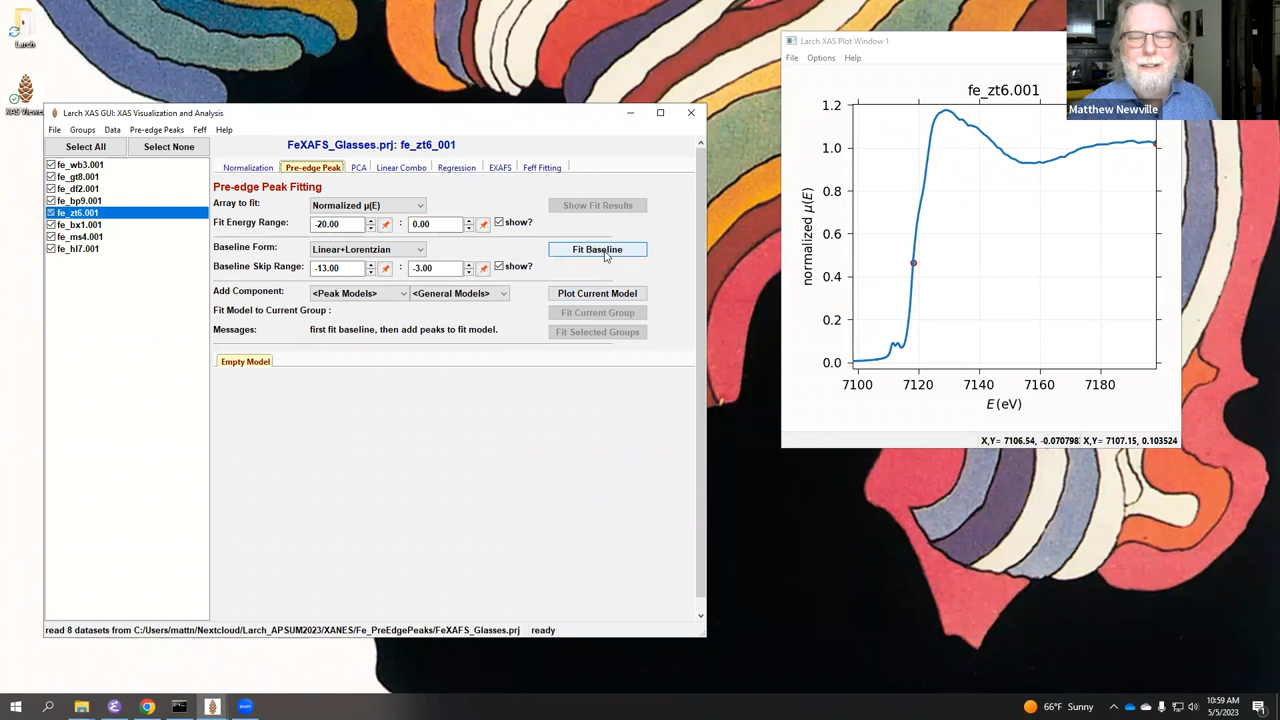 Larch
XAS Viewer
Larch XAS GUI: XAS Visualization and Analysis
File Groups Data Pre-edge Peaks Feff Help
Select All Select None
FeXAFS_Glasses.prj: fe_zt6_001
fe_wb3.001
fe_gt8.001
fe_df2.001
fe_bp9.001
fe_zt6.001
fe_bx1.001
fe_ms4.001
fe_hl7.001
Normalization Pre-edge Peak PCA Linear Combo Regression EXAFS Feff Fitting
Pre-edge Peak Fitting
Array to fit: Normalized μ(E) Show Fit Results
Fit Energy Range: -20.00 : 0.00 show?
Baseline Form: Linear+Lorentzian Fit Baseline
Baseline Skip Range: -13.00 : -3.00 show?
Add Component: <Peak Models> <General Models> Plot Current Model
Fit Model to Current Group : Fit Current Group
Messages: first fit baseline, then add peaks to fit model. Fit Selected Groups
Empty Model
read 8 datasets from C:/Users/mattn/Nextcloud/Larch_APSUM2023/XANES/Fe_PreEdgePeaks/FeXAFS_Glasses.prj ready
Larch XAS Plot Window 1
File Options Help
fe_zt6.001
1.2
1.0
0.8
0.6
0.4
0.2
0.0
normalized μ(E)
7100 7120 7140 7160 7180
E (eV)
X,Y= 7106.54, -0.070798 X,Y= 7107.15, 0.103524
Matthew Newville
66°F Sunny
10:59 AM
5/5/2023
1